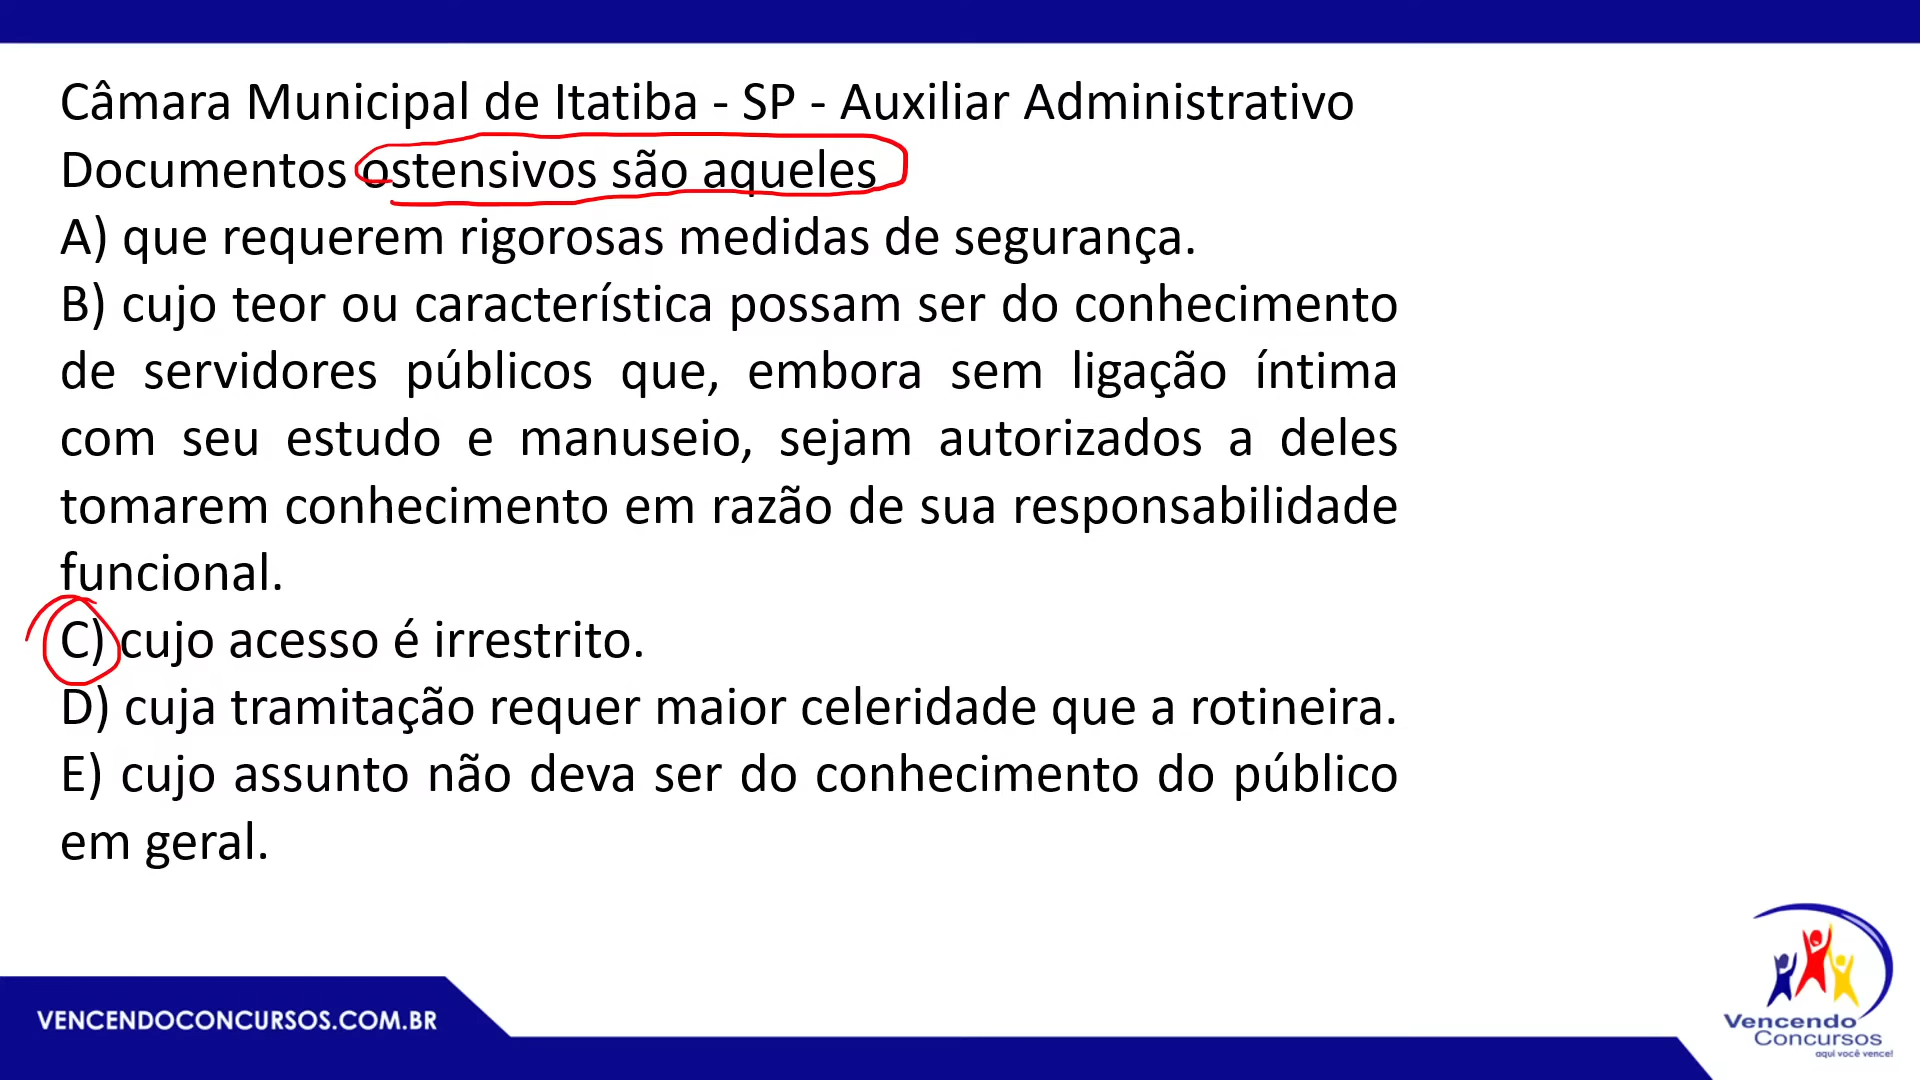 Câmara Municipal de Itatiba - SP - Auxiliar Administrativo
Documentos ostensivos são aqueles
A) que requerem rigorosas medidas de segurança.
B) cujo teor ou característica possam ser do conhecimento
de servidores públicos que, embora sem ligação íntima
com seu estudo e manuseio, sejam autorizados a deles
tomarem conhecimento em razão de sua responsabilidade
funcional.
C) cujo acesso é irrestrito.
D) cuja tramitação requer maior celeridade que a rotineira.
E) cujo assunto não deva ser do conhecimento do público
em geral.
VENCENDOCONCURSOS.COM.BR
Vencendo
Concursos
aqui você vence!